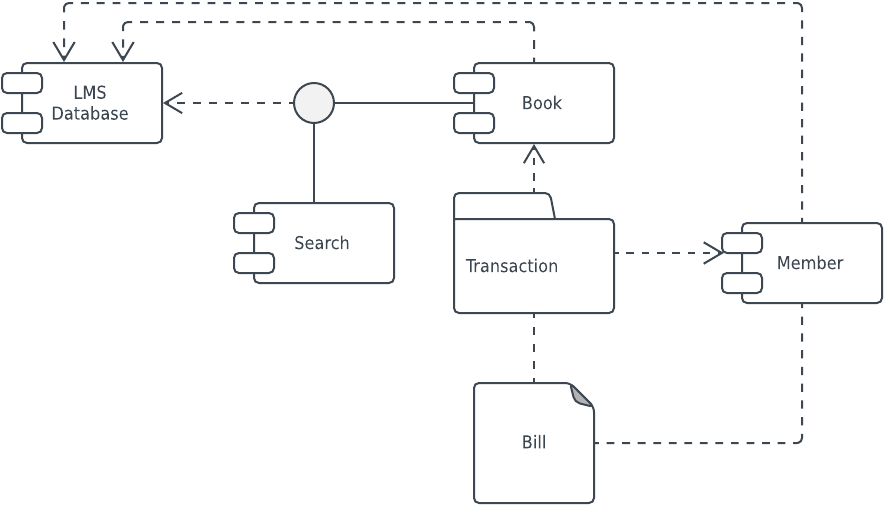 LMS
Database
Book
Search
Transaction
Member
Bill